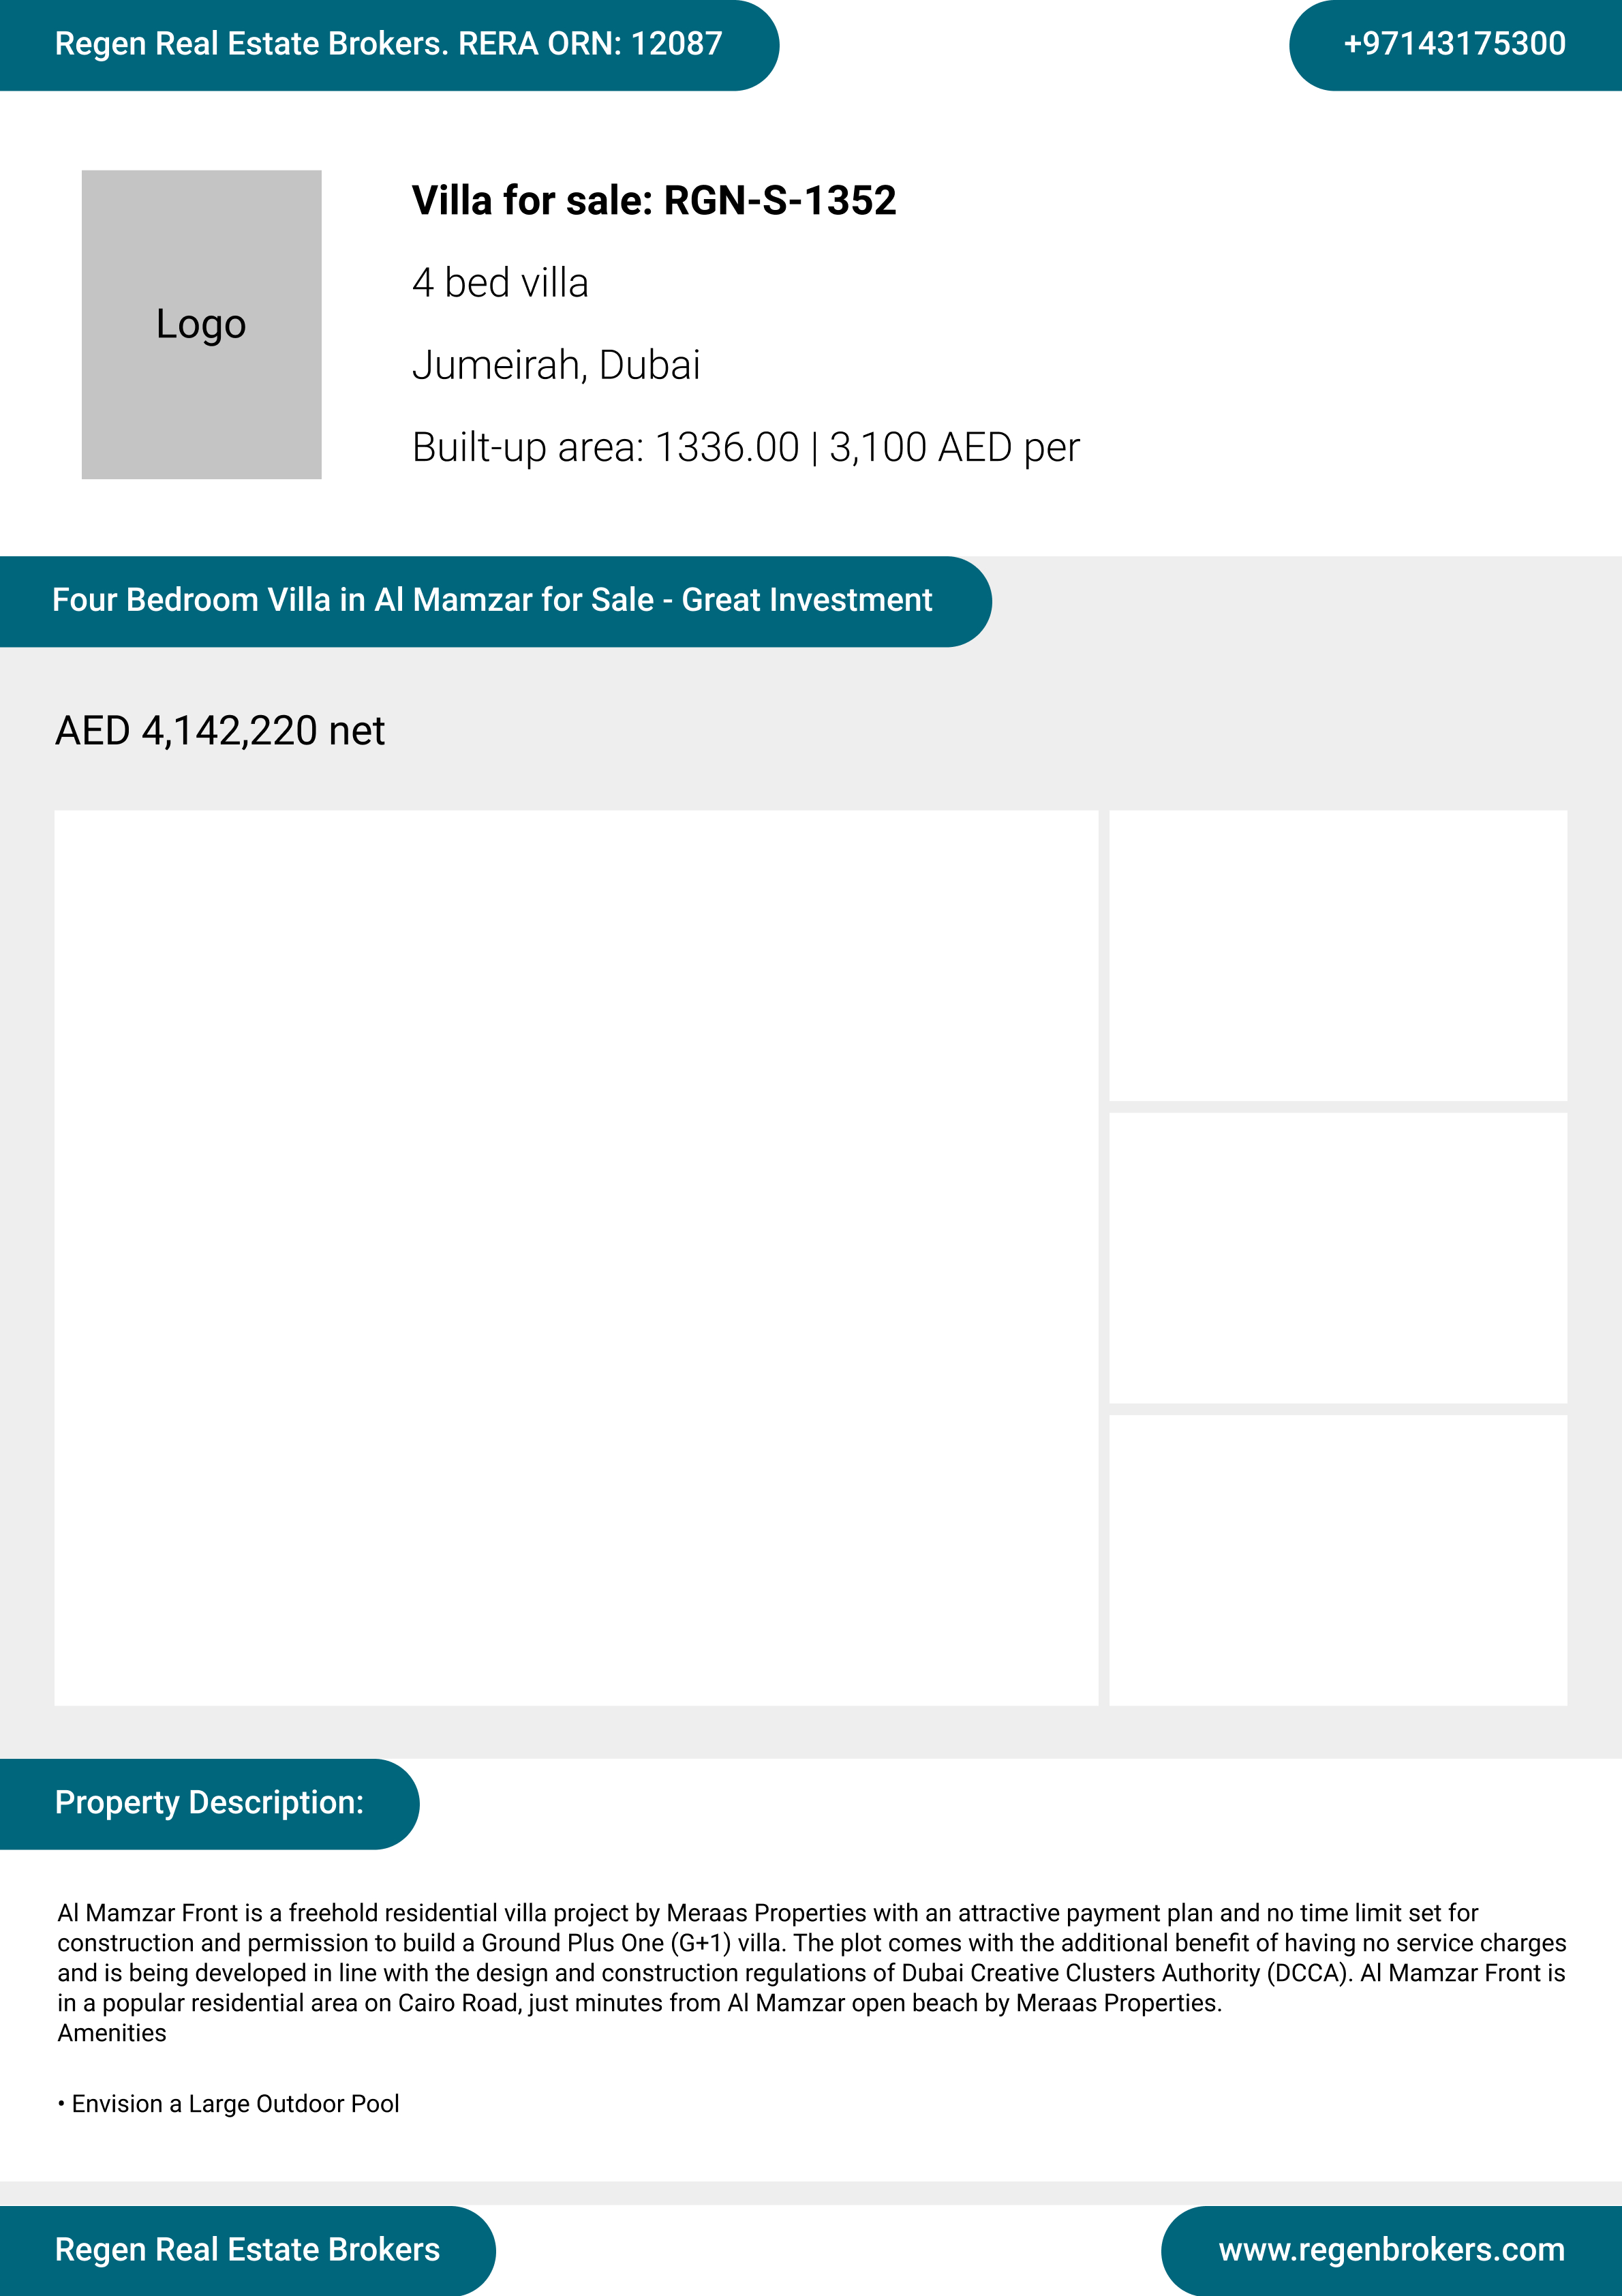 Regen Real Estate Brokers. RERA ORN: 12087
+97143175300
Logo
Villa for sale: RGN-S-1352
4 bed villa
Jumeirah, Dubai
Built-up area: 1336.00 | 3,100 AED per
Four Bedroom Villa in Al Mamzar for Sale - Great Investment
AED 4,142,220 net
Property Description:
Al Mamzar Front is a freehold residential villa project by Meraas Properties with an attractive payment plan and no time limit set for
construction and permission to build a Ground Plus One (G+1) villa. The plot comes with the additional benefit of having no service charges
and is being developed in line with the design and construction regulations of Dubai Creative Clusters Authority (DCCA). Al Mamzar Front is
in a popular residential area on Cairo Road, just minutes from Al Mamzar open beach by Meraas Properties.
Amenities
• Envision a Large Outdoor Pool
Regen Real Estate Brokers
www.regenbrokers.com